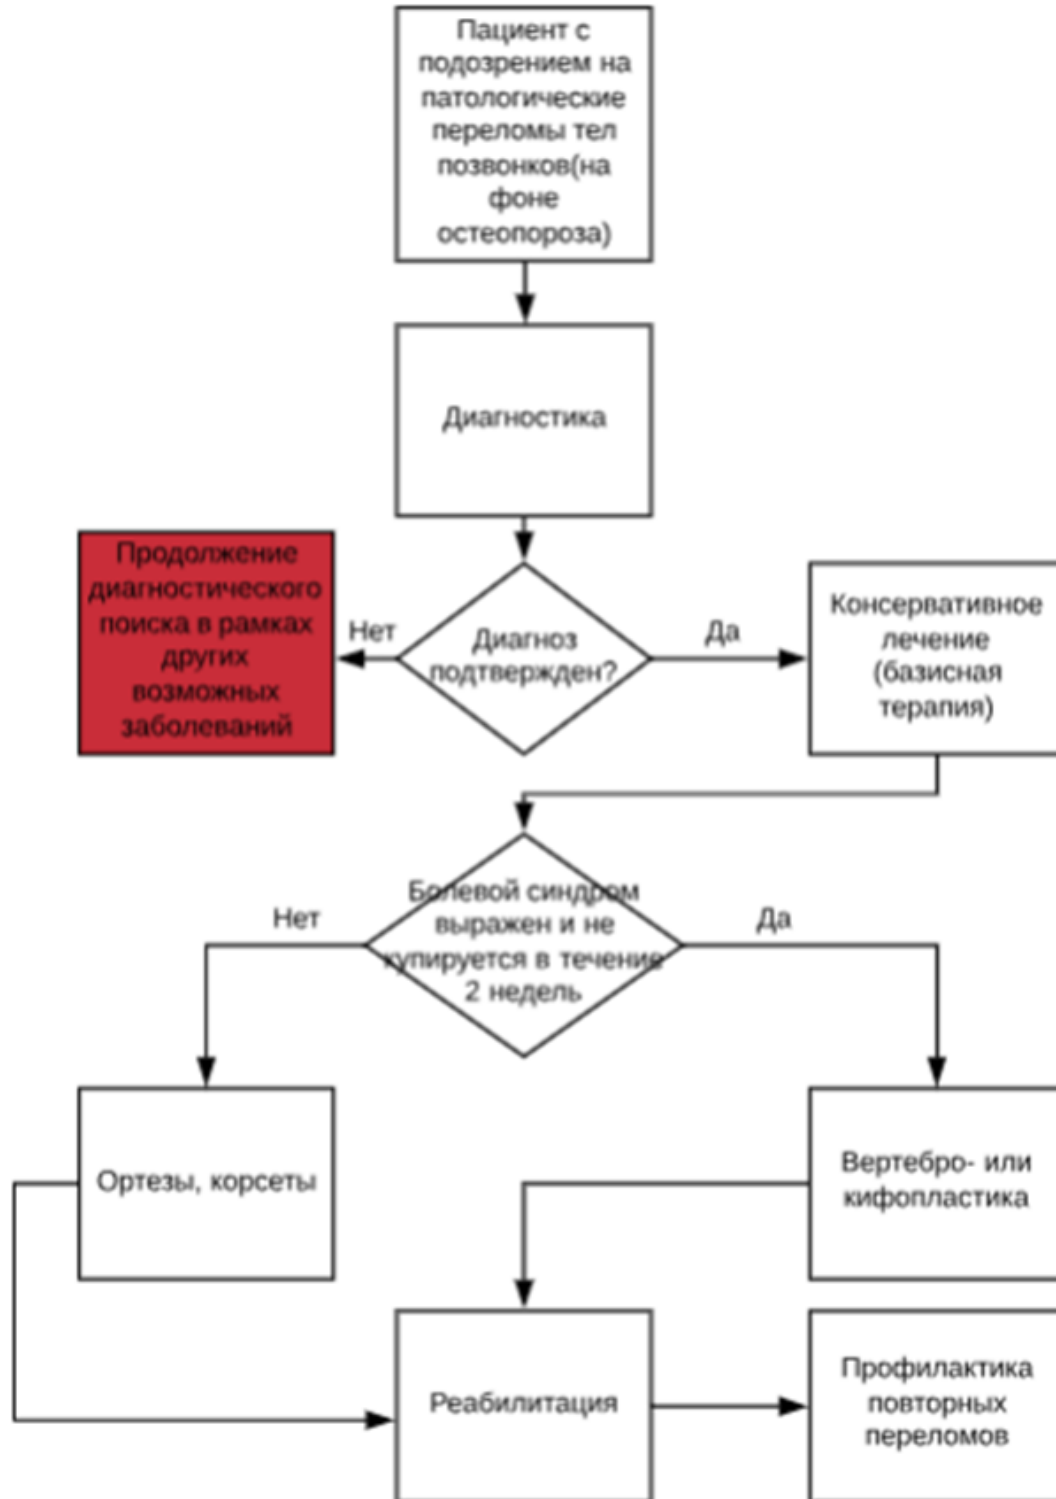 Пациент с
подозрением на
патологические
переломы тел
позвонков(на
фоне
остеопороза)
Диагностика
Продолжение
диагностического
поиска в рамках
других
возможных
заболеваний
Нет
Диагноз
подтвержден?
Да
Консервативное
лечение
(базисная
терапия)
Нет
Болевой синдром
выражен и не
купируется в течение
2 недель
Да
Ортезы, корсеты
Вертебро- или
кифопластика
Реабилитация
Профилактика
повторных
переломов